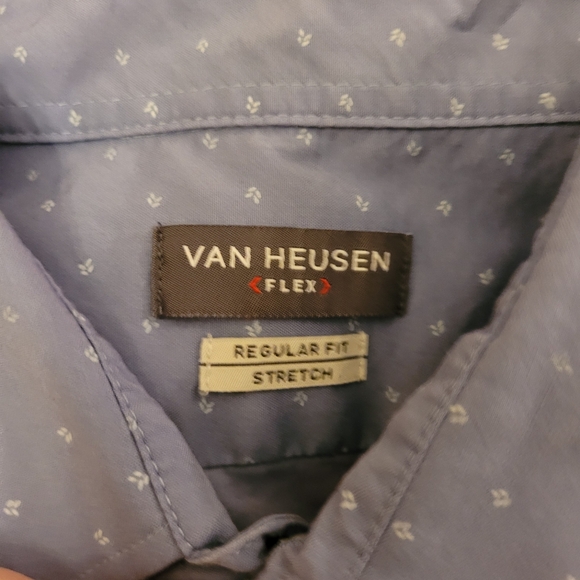 VAN HEUSEN
<FLEX>
REGULAR FIT
STRETCH